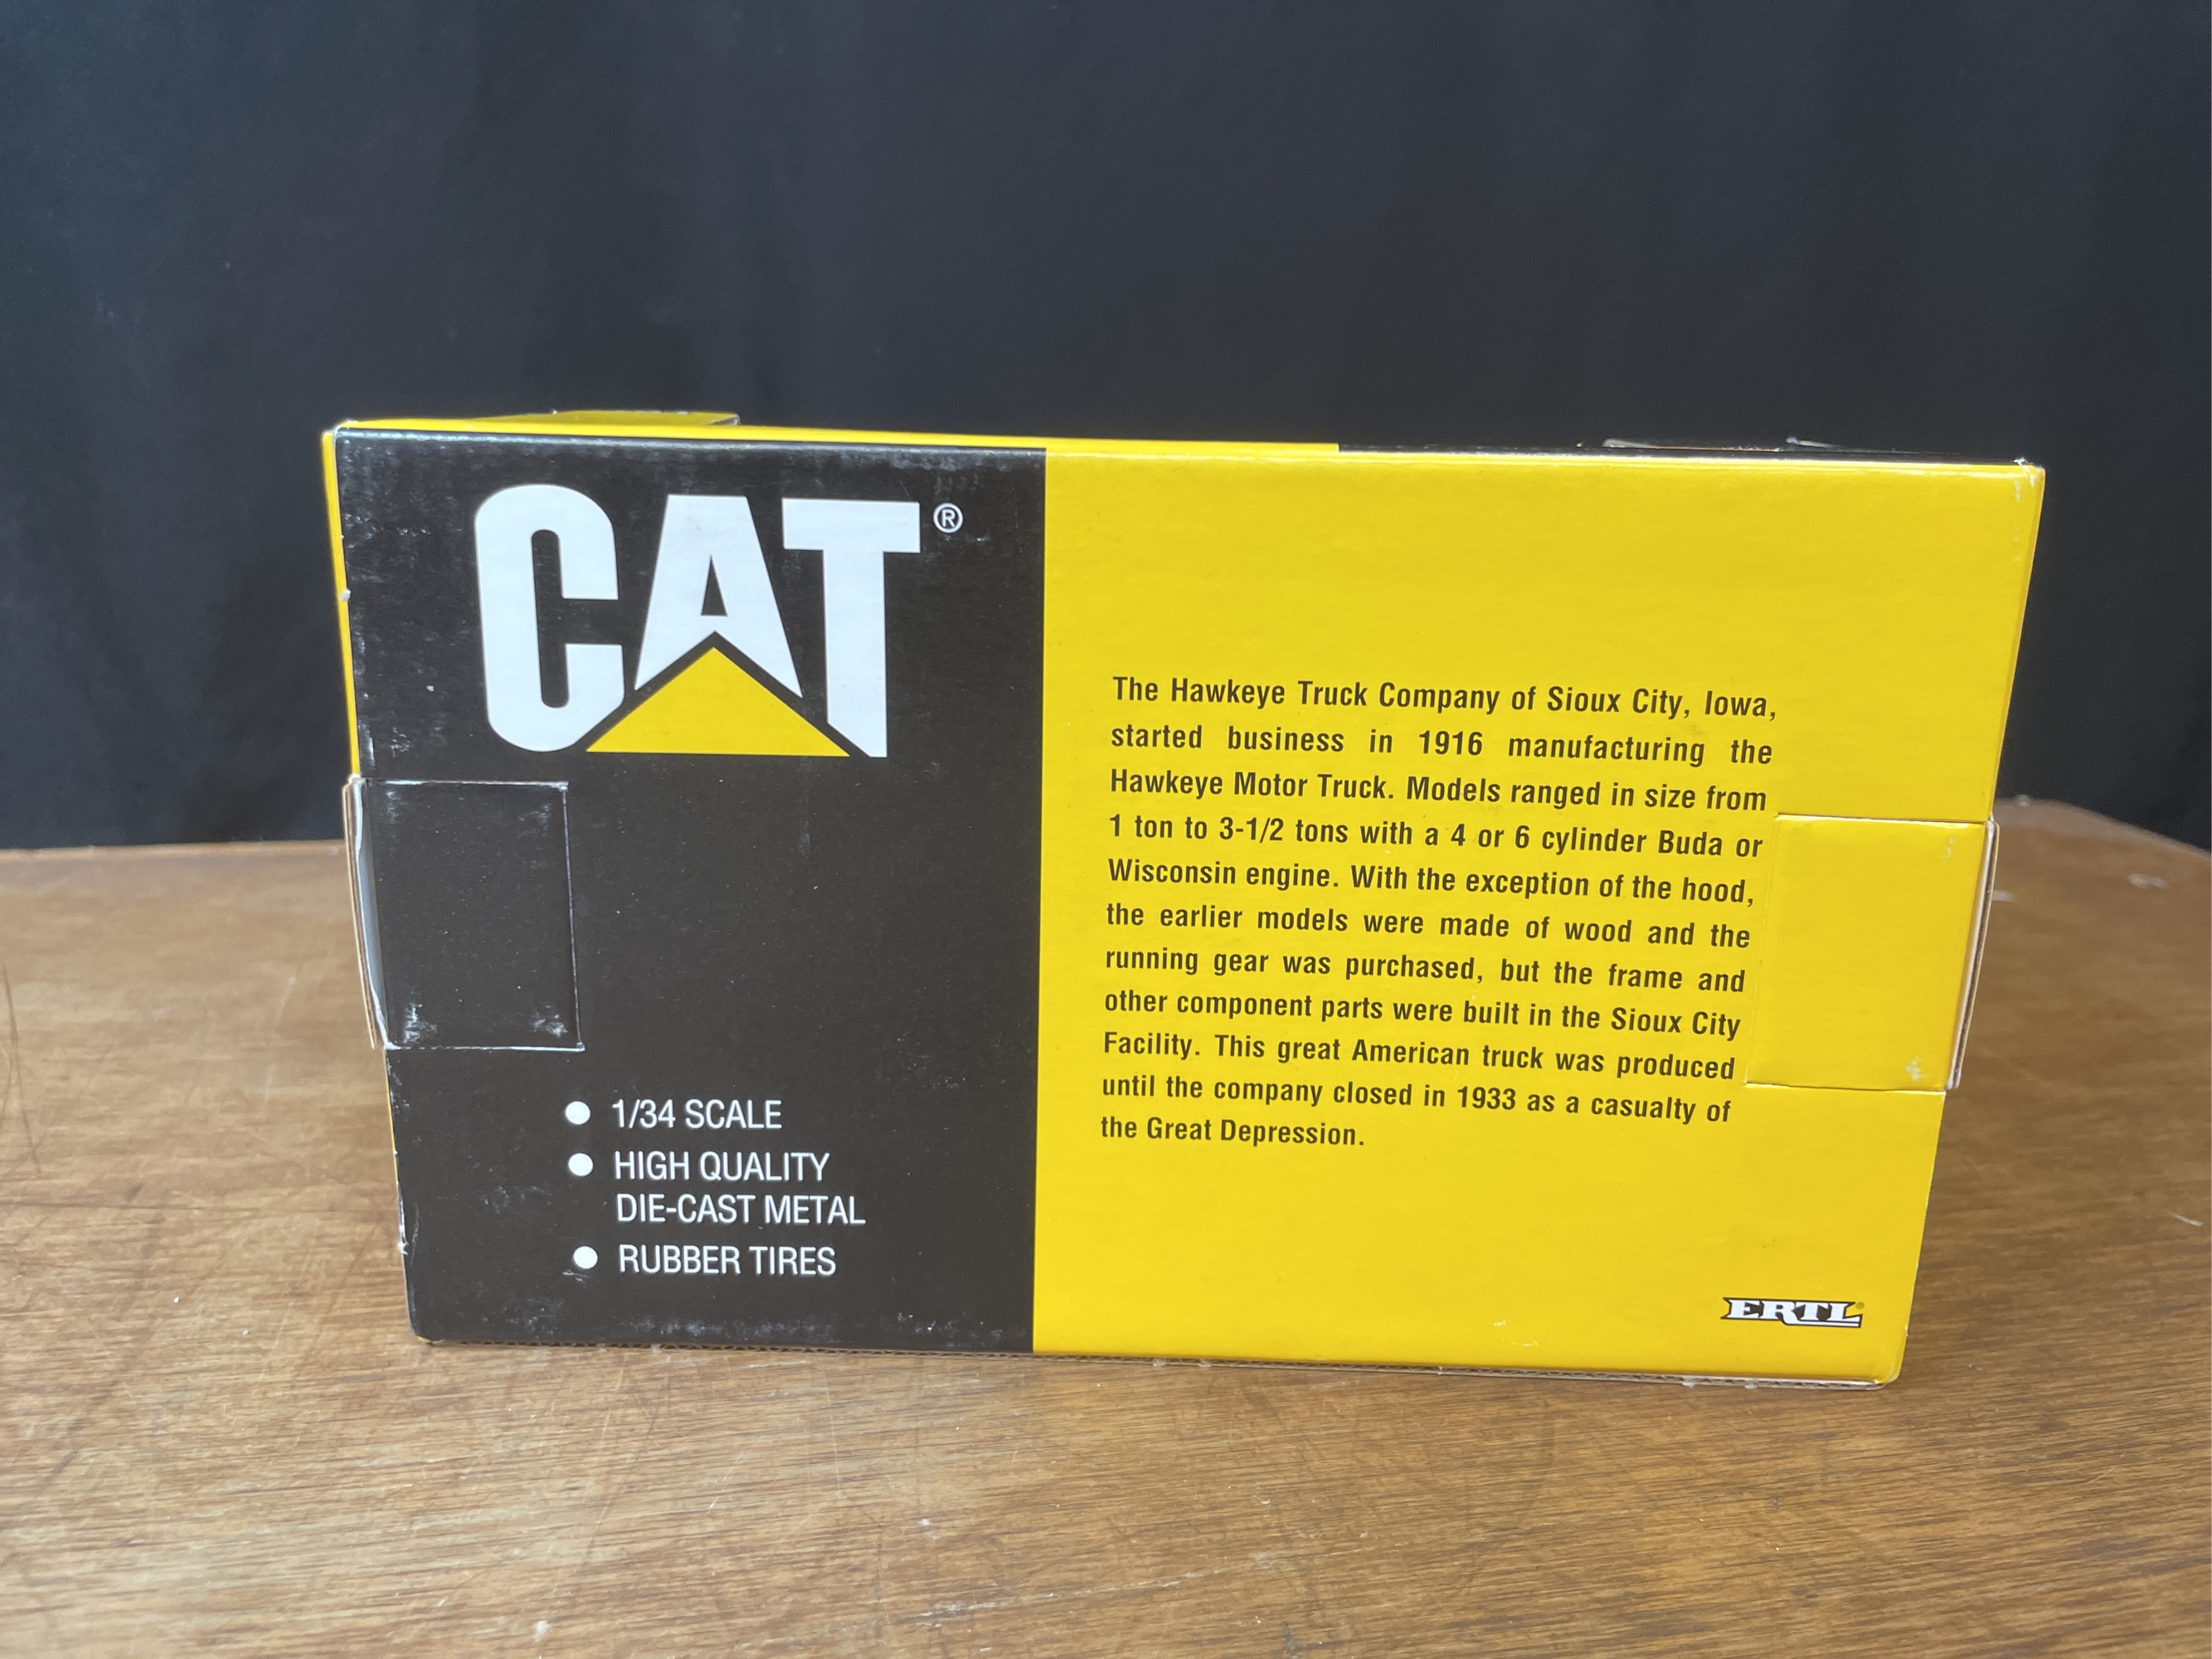 CAT®
1/34 SCALE
HIGH QUALITY
DIE-CAST METAL
RUBBER TIRES
The Hawkeye Truck Company of Sioux City, Iowa,
started business in 1916 manufacturing the
Hawkeye Motor Truck. Models ranged in size from
1 ton to 3-1/2 tons with a 4 or 6 cylinder Buda or
Wisconsin engine. With the exception of the hood,
the earlier models were made of wood and the
running gear was purchased, but the frame and
other component parts were built in the Sioux City
Facility. This great American truck was produced
until the company closed in 1933 as a casualty of
the Great Depression.
ERTL®